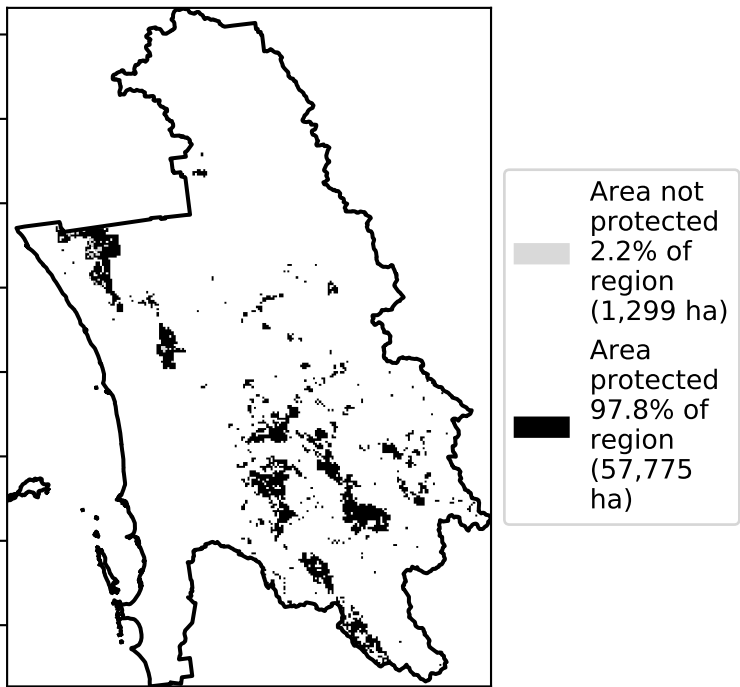 Area not
protected
2.2% of
region
(1,299 ha)
Area
protected
97.8% of
region
(57,775
ha)